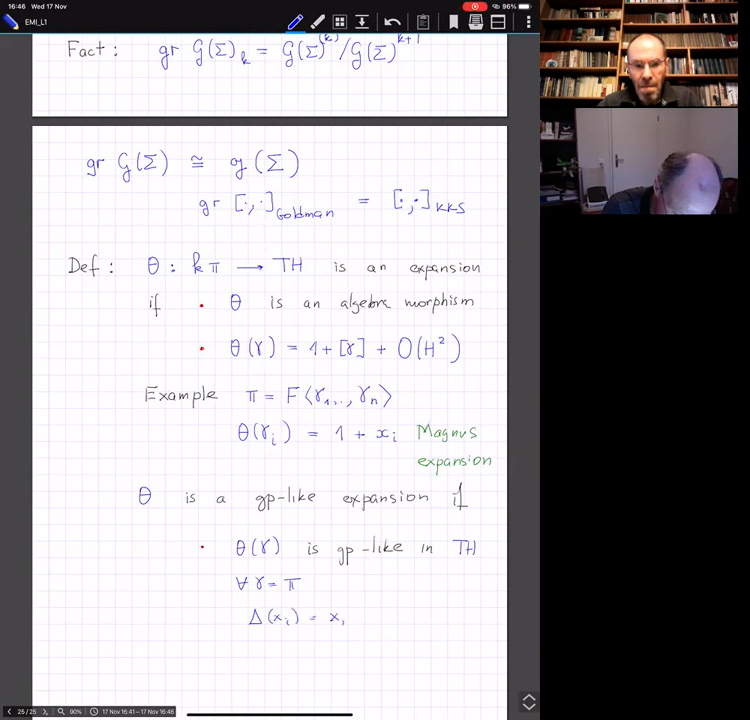 16:46 Wed 17 Nov
96%
EMI_L1
Fact : gr G(Σ)ₖ = G(Σ)⁽ᵏ⁾/G(Σ)ᵏ⁺¹
gr G(Σ) ≅ 𝔤(Σ)
gr [·,·]Goldman = [·,·]KKS
Def : θ : kπ ⟶ TH is an expansion
if • θ is an algebra morphism
• θ(γ) = 1 + [γ] + O(H²)
Example π = F⟨γ₁,.., γₙ⟩
θ(γᵢ) = 1 + xᵢ Magnus
expansion
θ is a gp-like expansion if
• θ(γ) is gp-like in TH
∀ γ = π
Δ(xᵢ) = x,
25/25 90% 17 Nov 16:41 – 17 Nov 16:46